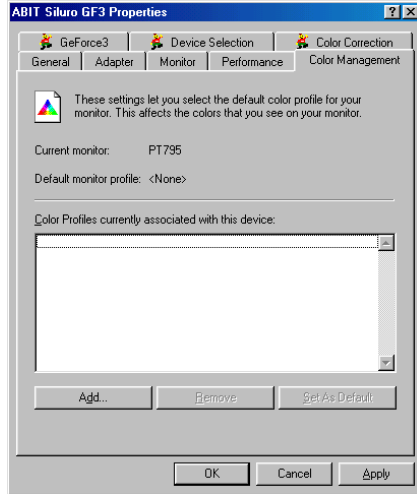 ABIT Siluro GF3 Properties
GeForce3 Device Selection Color Correction
General Adapter Monitor Performance Color Management
These settings let you select the default color profile for your
monitor. This affects the colors that you see on your monitor.
Current monitor: PT795
Default monitor profile: <None>
Color Profiles currently associated with this device:
Add... Remove Set As Default
OK Cancel Apply